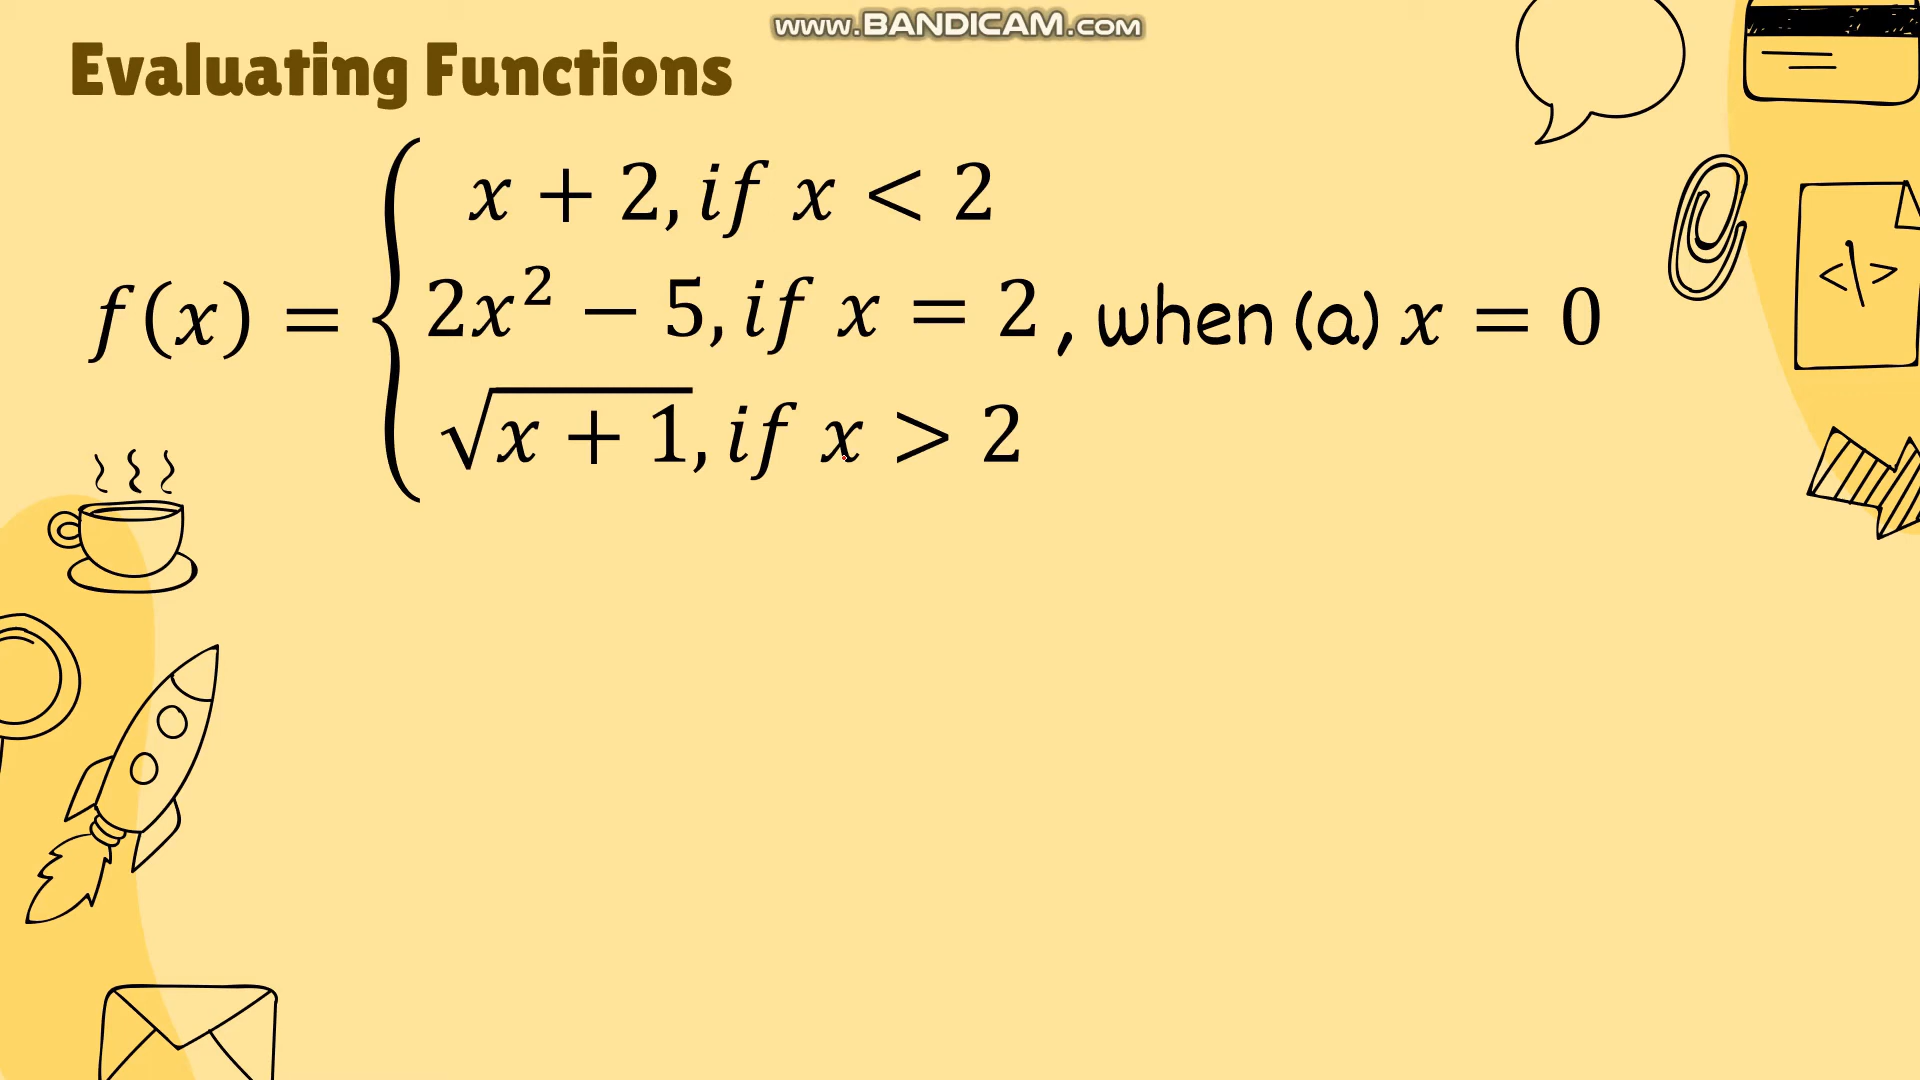 www.BANDICAM.com
Evaluating Functions
x + 2, if x < 2
f(x) = { 2x² − 5, if x = 2 , when (a) x = 0
√x + 1, if x > 2